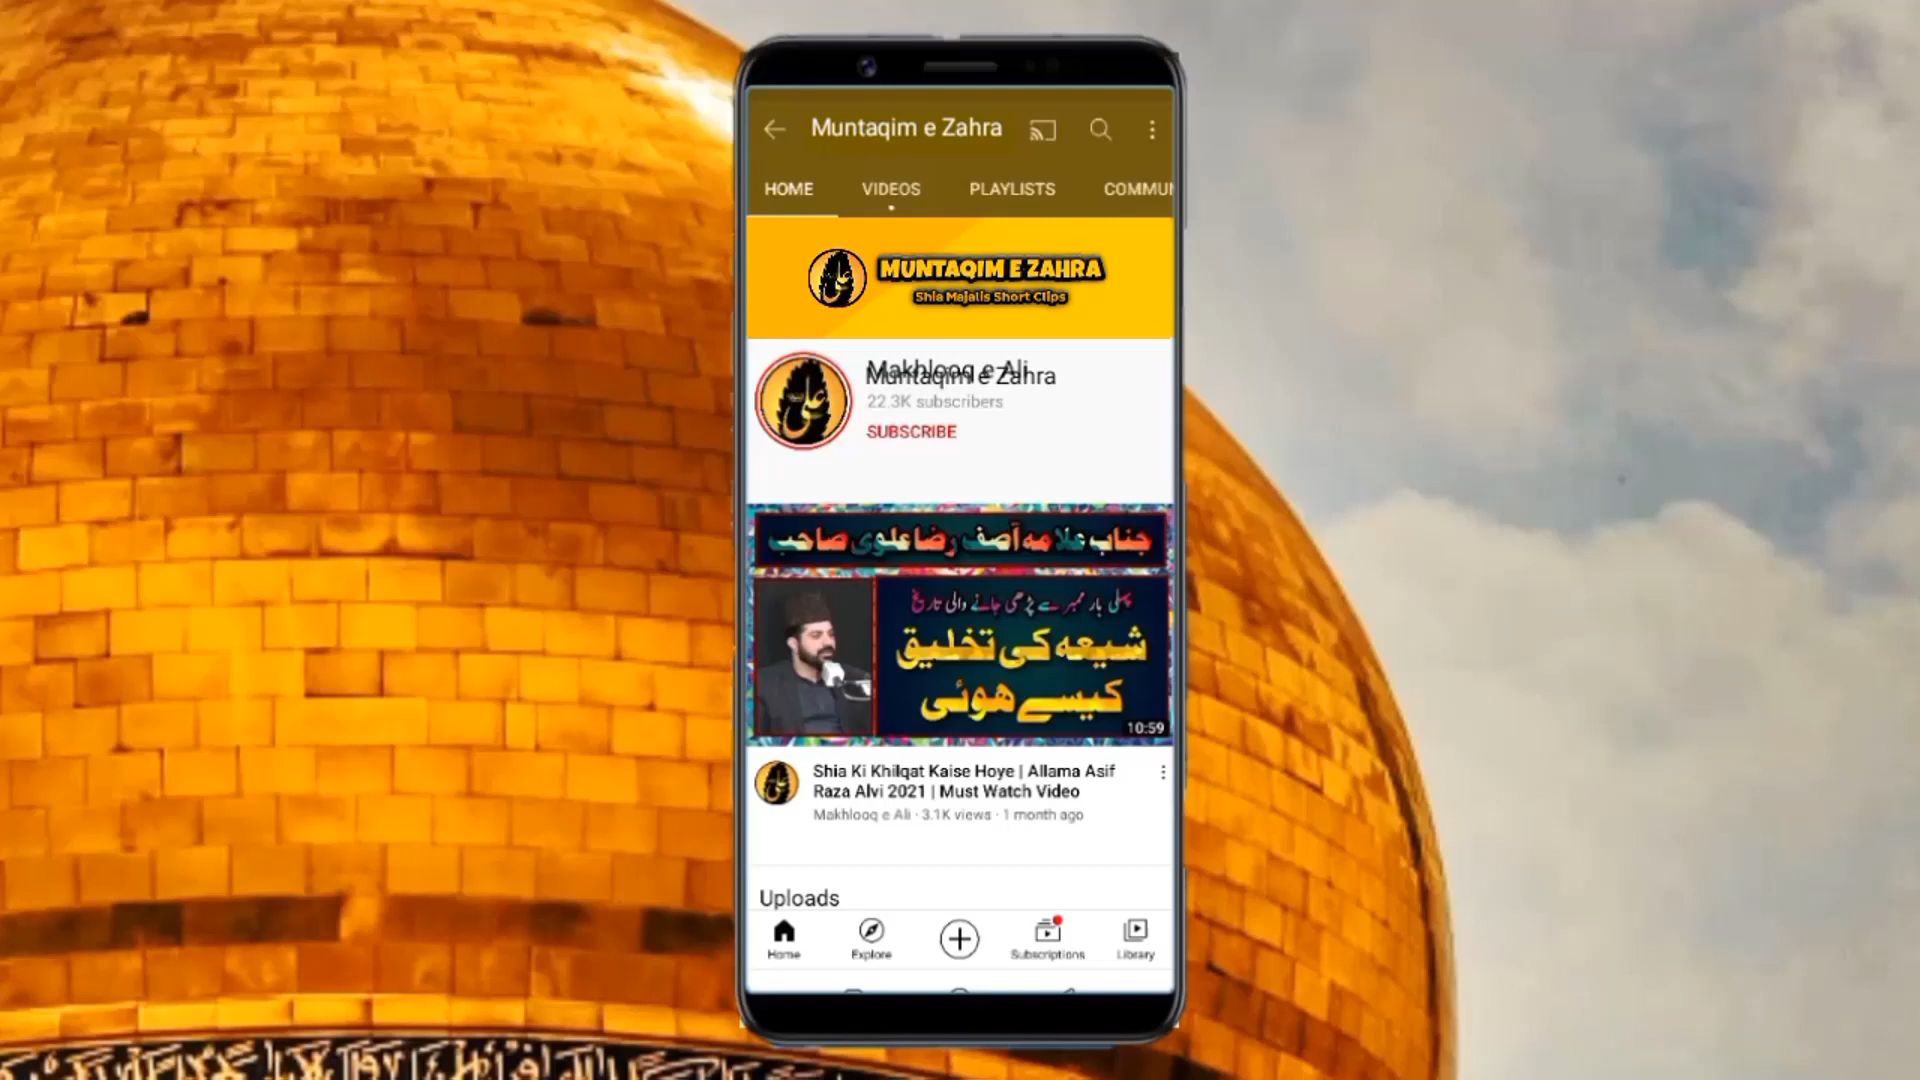 Muntaqim e Zahra
HOME VIDEOS PLAYLISTS COMMUN
MUNTAQIM E ZAHRA
Shia Majalis Short Clips
علی
Makhlooq e Ali
Muntaqim e Zahra
22.3K subscribers
SUBSCRIBE
جناب علامہ آصف رضا علوی صاحب
پہلی بار ممبر سے پڑھی جانے والی تاریخ
شیعہ کی تخلیق
کیسے ھوئی
10:59
Shia Ki Khilqat Kaise Hoye | Allama Asif
Raza Alvi 2021 | Must Watch Video
Makhlooq e Ali · 3.1K views · 1 month ago
Uploads
Home Explore Subscriptions Library